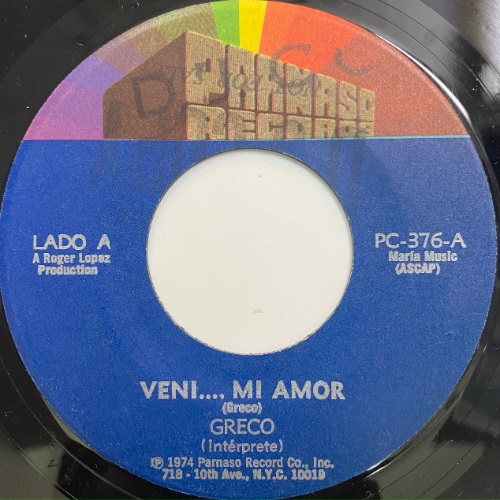 PARNASO
RECORDS
LADO A
A Roger Lopez
Production
PC-376-A
Maria Music
(ASCAP)
VENI...., MI AMOR
(Greco)
GRECO
(Intérprete)
℗ 1974 Parnaso Record Co., Inc.
718 - 10th Ave., N.Y.C. 10019